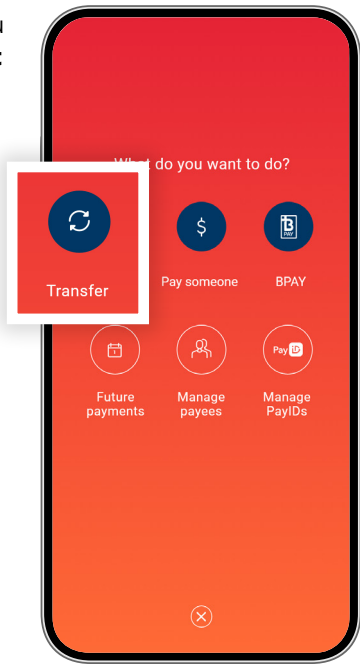 u
:
What do you want to do?
$
B
PAY
Transfer
Pay someone
BPAY
1
Pay iD
Future
payments
Manage
payees
Manage
PayIDs